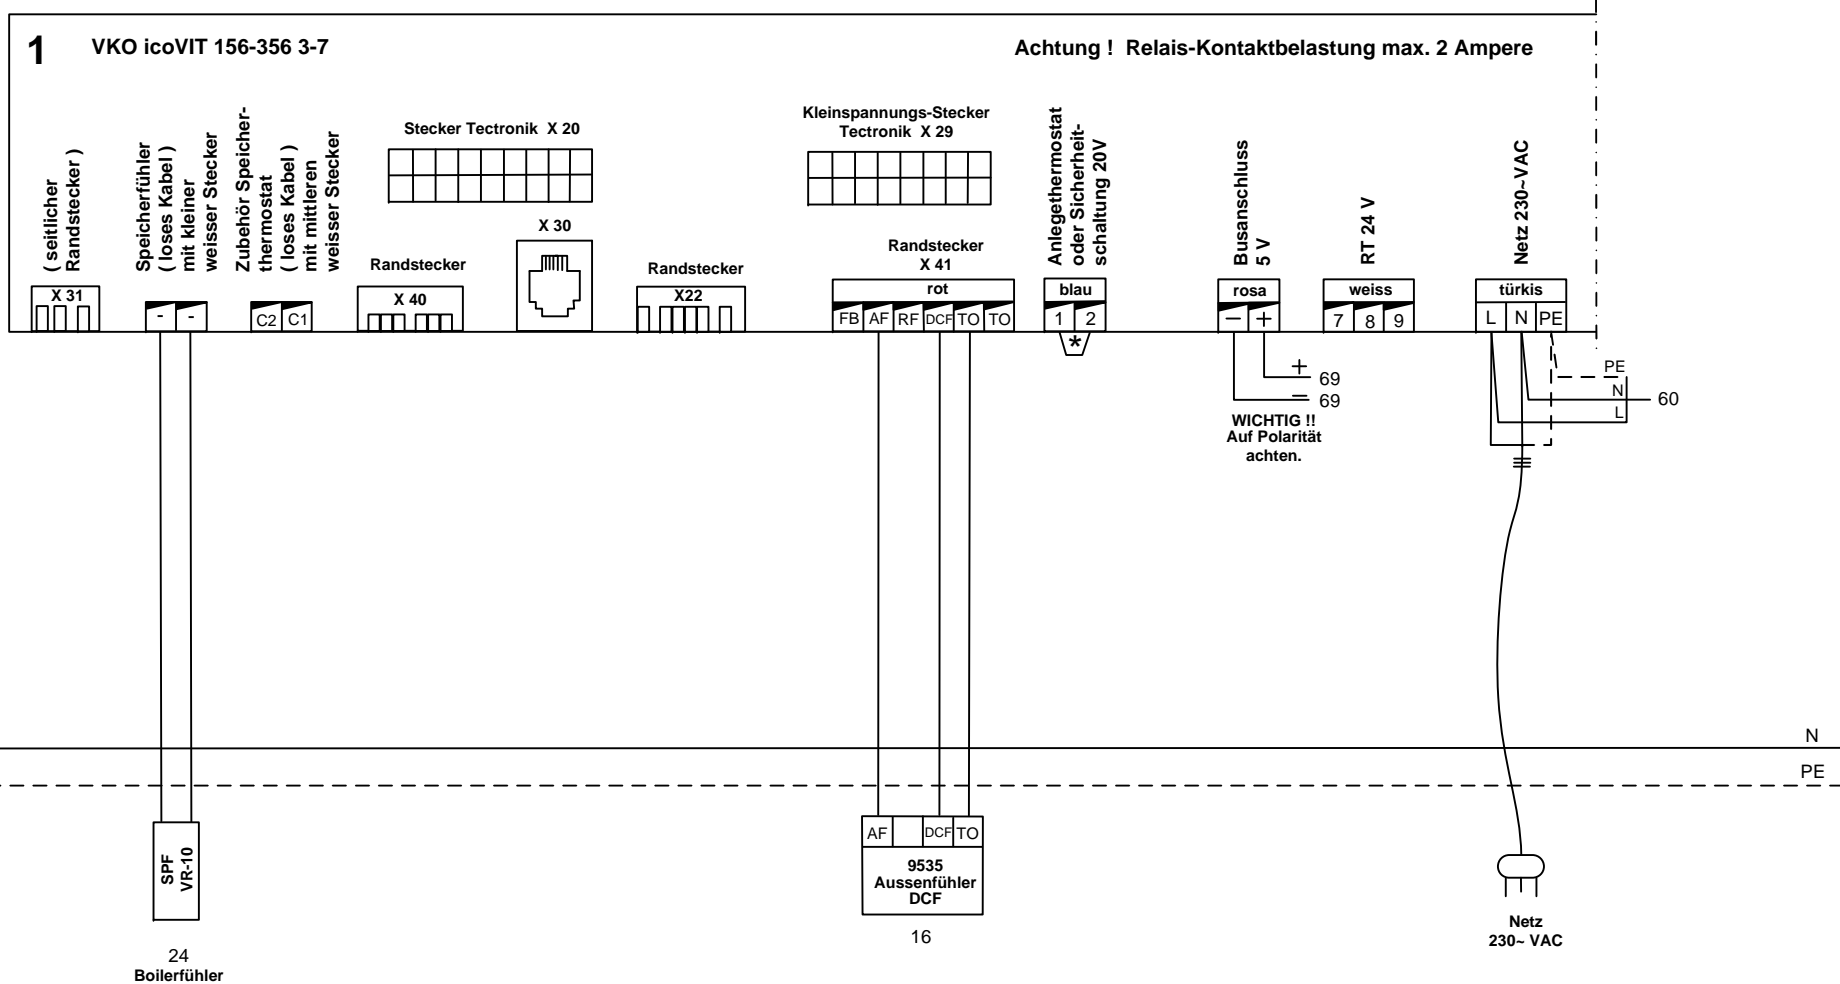 1
VKO icoVIT 156-356 3-7
Achtung ! Relais-Kontaktbelastung max. 2 Ampere
( seitlicher
Randstecker )
X 31
Speicherfühler
( loses Kabel )
mit kleiner
weisser Stecker
- -
Zubehör Speicher-
thermostat
( loses Kabel )
mit mittleren
weisser Stecker
C2 C1
Stecker Tectronik X 20
Randstecker
X 40
X 30
Randstecker
X22
Kleinspannungs-Stecker
Tectronik X 29
Randstecker
X 41
rot
FB AF RF DCF TO TO
Anlegethermostat
oder Sicherheit-
schaltung 20V
blau
1 2
*
Busanschluss
5 V
rosa
− +
RT 24 V
weiss
7 8 9
Netz 230~VAC
türkis
L N PE
+ 69
− 69
WICHTIG !!
Auf Polarität
achten.
PE
N
L
60
N
PE
SPF
VR-10
24
Boilerfühler
AF DCF TO
9535
Aussenfühler
DCF
16
Netz
230~ VAC